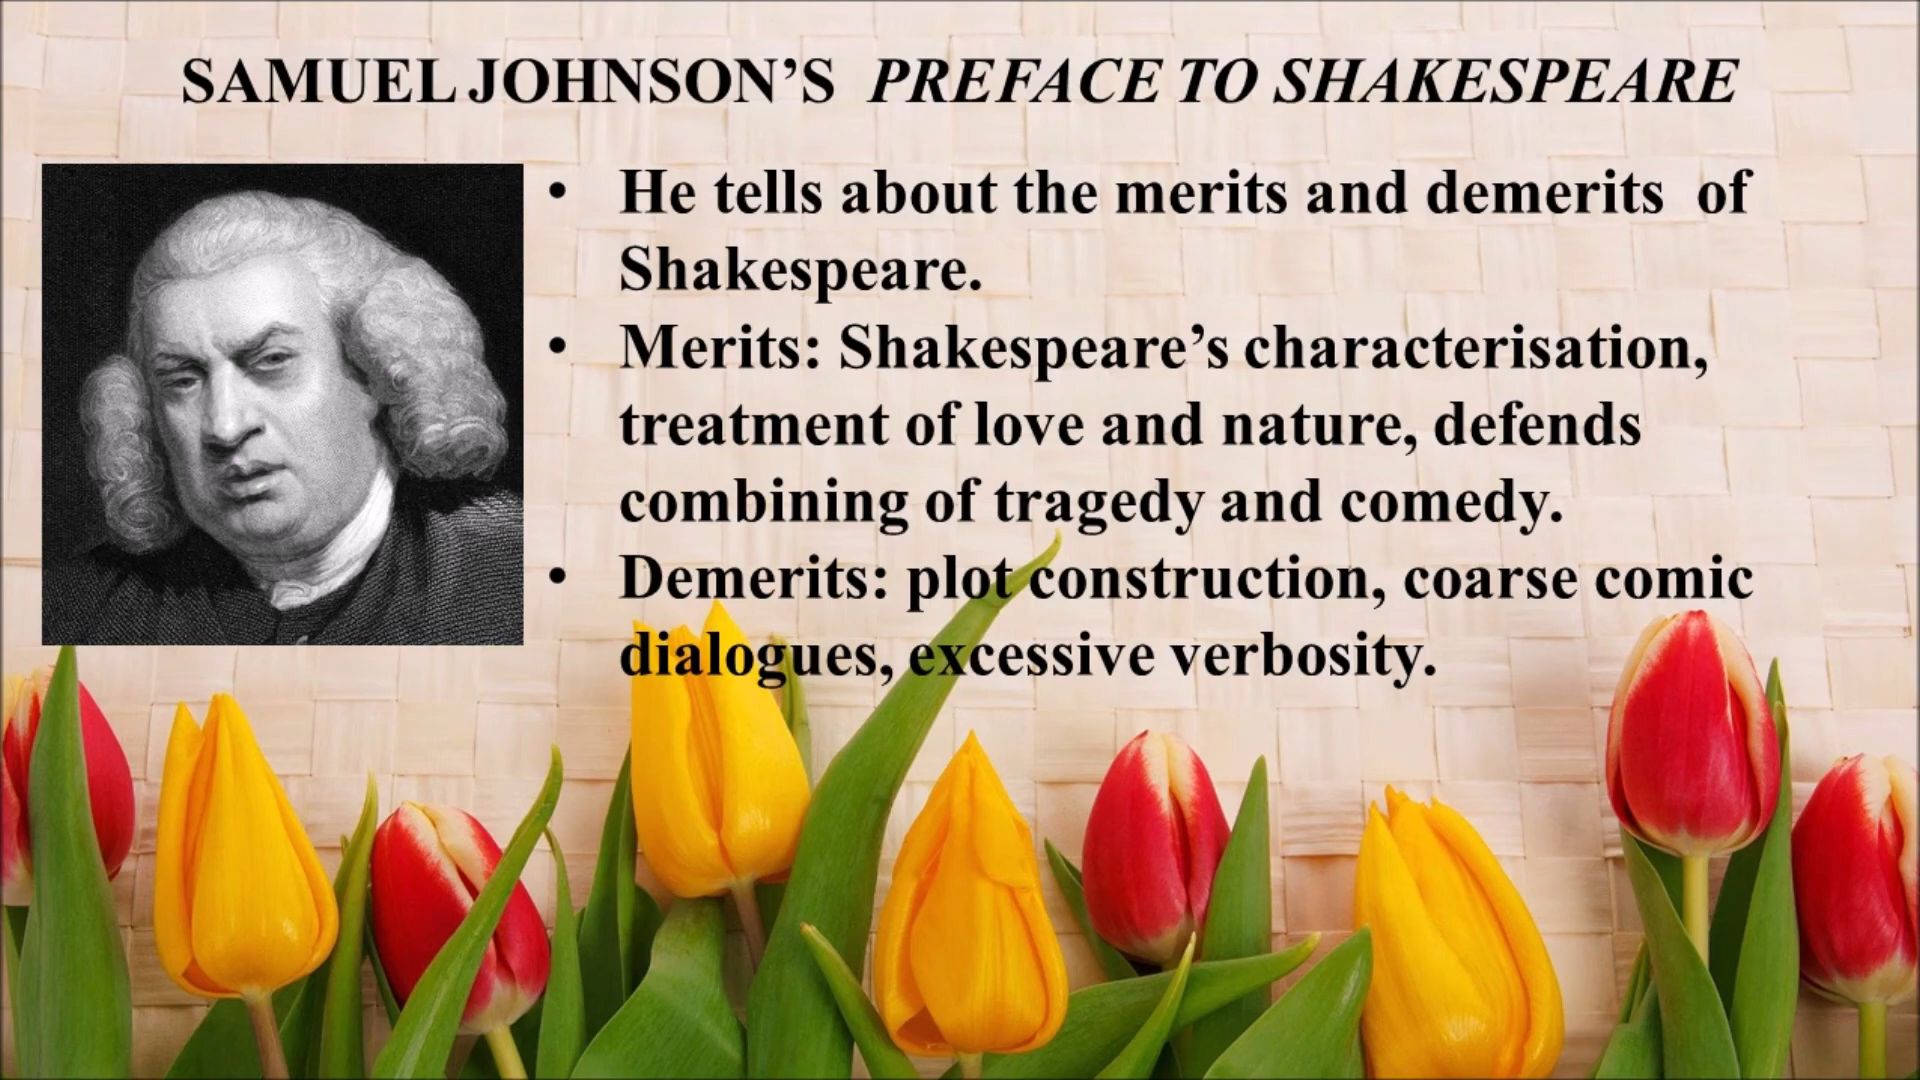 SAMUEL JOHNSON’S PREFACE TO SHAKESPEARE
• He tells about the merits and demerits of
Shakespeare.
• Merits: Shakespeare’s characterisation,
treatment of love and nature, defends
combining of tragedy and comedy.
• Demerits: plot construction, coarse comic
dialogues, excessive verbosity.